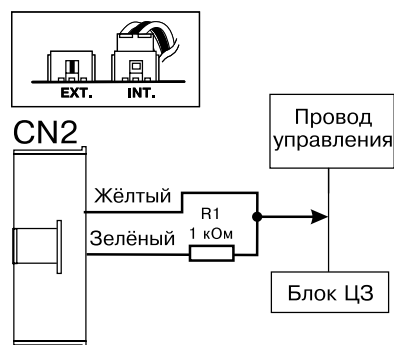 EXT. INT.
CN2
Провод
управления
Жёлтый
R1
Зелёный 1 кОм
Блок ЦЗ